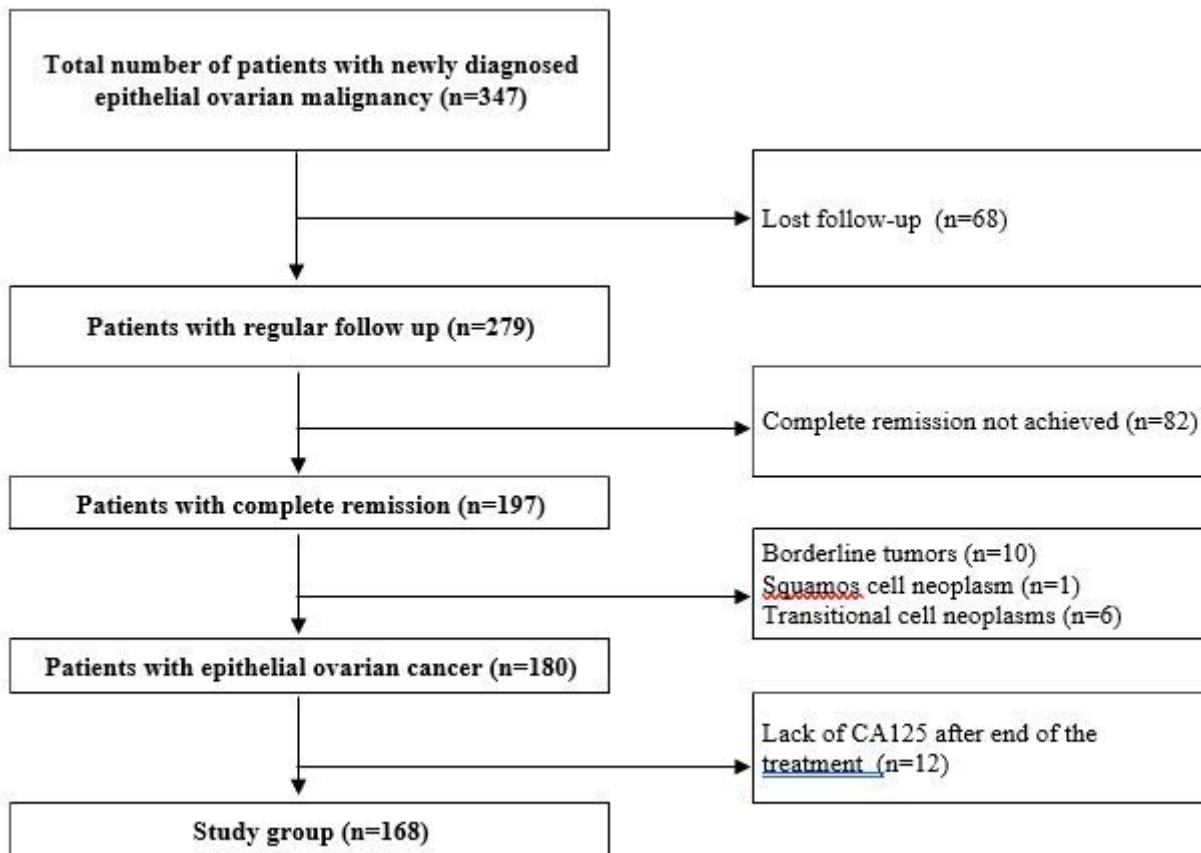 Total number of patients with newly diagnosed
epithelial ovarian malignancy (n=347)
Lost follow-up (n=68)
Patients with regular follow up (n=279)
Complete remission not achieved (n=82)
Patients with complete remission (n=197)
Borderline tumors (n=10)
Squamos cell neoplasm (n=1)
Transitional cell neoplasms (n=6)
Patients with epithelial ovarian cancer (n=180)
Lack of CA125 after end of the
treatment (n=12)
Study group (n=168)